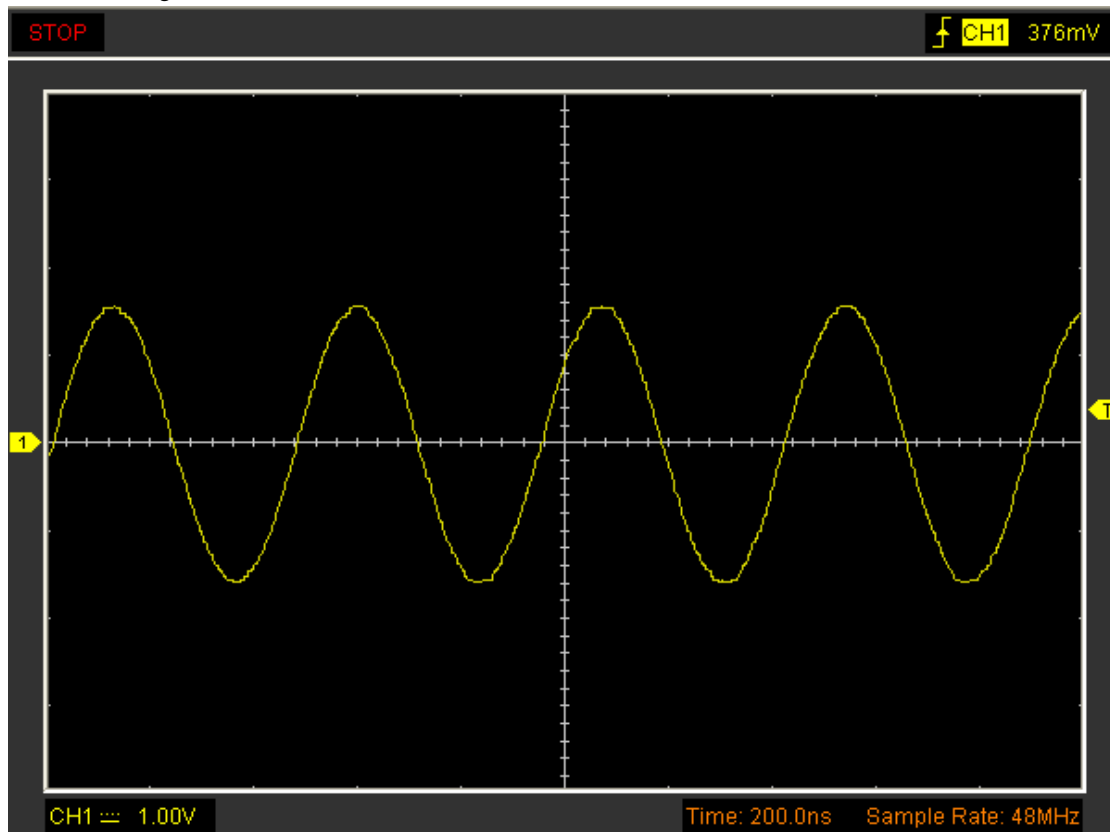 STOP
CH1 376mV
1
T
CH1 1.00V
Time: 200.0ns Sample Rate: 48MHz